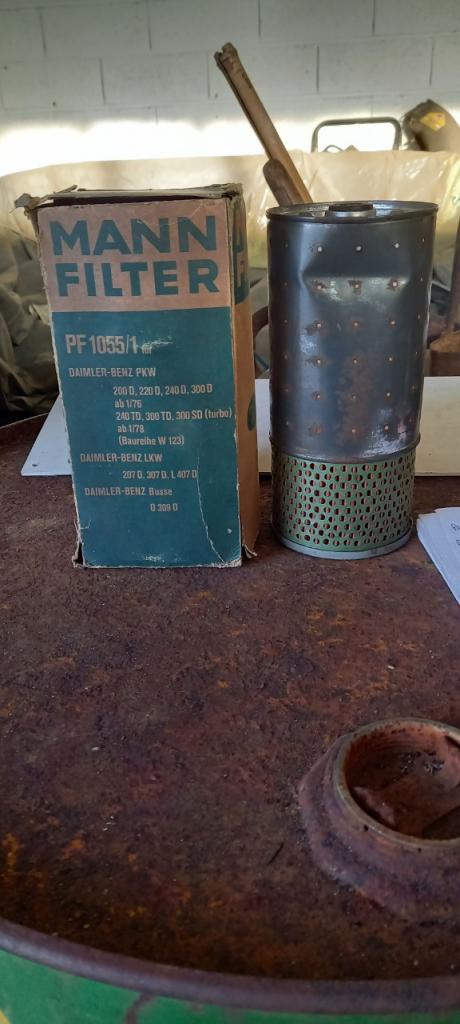 MANN
FILTER
PF 1055/1 für
DAIMLER-BENZ PKW
200 D, 220 D, 240 D, 300 D
ab 1/76
240 TD, 300 TD, 300 SD (turbo)
ab 1/78
(Baureihe W 123)
DAIMLER-BENZ LKW
207 D, 307 D, L 407 D
DAIMLER-BENZ Busse
O 309 D